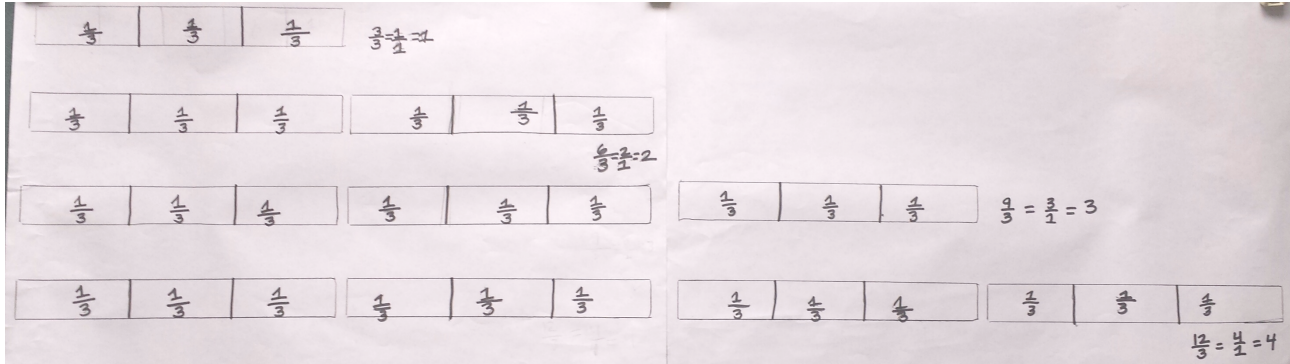 1/3 1/3 1/3 3/3=1/1=1
1/3 1/3 1/3 1/3 1/3 1/3
6/3=2/1=2
1/3 1/3 1/3 1/3 1/3 1/3 1/3 1/3 1/3 9/3 = 3/1 = 3
1/3 1/3 1/3 1/3 1/3 1/3 1/3 1/3 1/3 1/3 1/3 1/3
12/3 = 4/1 = 4